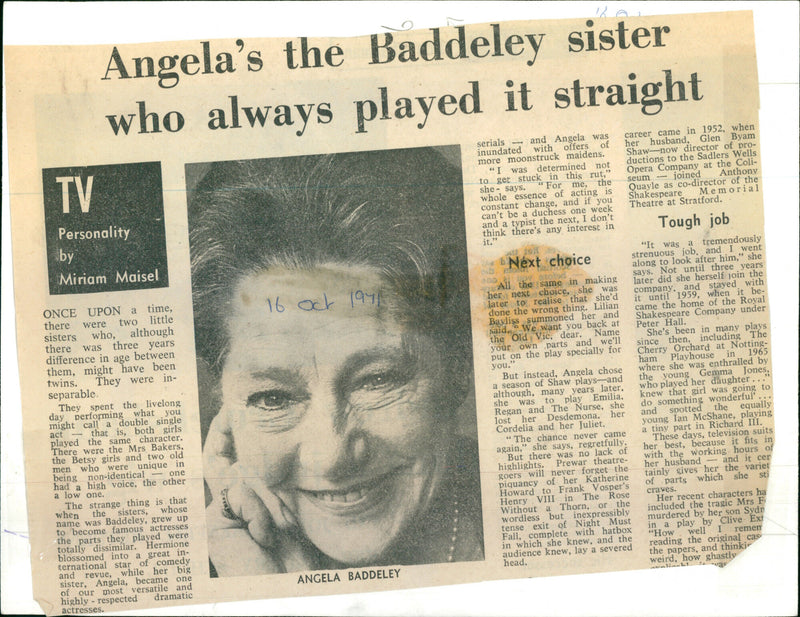 Angela's the Baddeley sister
who always played it straight
TV
Personality
by
Miriam Maisel
ONCE UPON a time,
there were two little
sisters who, although
there was three years
difference in age between
them, might have been
twins. They were in-
separable.
They spent the livelong
day performing what you
might call a double single
act — that is, both girls
played the same character.
There were the Mrs Bakers,
the Betsy girls and two old
men who were unique in
being non-identical — one
had a high voice, the other
a low one.
The strange thing is that
when the sisters, whose
name was Baddeley, grew up
to become famous actresses
the parts they played were
totally dissimilar. Hermione
blossomed into a great in-
ternational star of comedy
and revue, while her big
sister, Angela, became one
of our most versatile and
highly-respected dramatic
actresses.
16 Oct 1971
ANGELA BADDELEY
serials — and Angela was
inundated with offers of
more moonstruck maidens.
"I was determined not
to get stuck in this rut,"
she says. "For me, the
whole essence of acting is
constant change, and if you
can't be a duchess one week
and a typist the next, I don't
think there's any interest in
it."
Next choice
All the same in making
her next choice, she was
later to realise that she'd
done the wrong thing. Lilian
Bayliss summoned her and
said, "We want you back at
the Old Vic, dear. Name
your own parts and we'll
put on the play specially for
you."
But instead, Angela chose
a season of Shaw plays—and
although, many years later,
she was to play Emilia,
Regan and The Nurse, she
lost her Desdemona, her
Cordelia and her Juliet.
"The chance never came
again," she says, regretfully.
But there was no lack of
highlights. Prewar theatre-
goers will never forget the
piquancy of her Katherine
Howard to Frank Vosper's
Henry VIII in The Rose
Without a Thorn, or the
wordless but inexpressibly
tense exit of Night Must
Fall, complete with hatbox
in which she knew, and the
audience knew, lay a severed
head.
career came in 1952, when
her husband, Glen Byam
Shaw—now director of pro-
ductions to the Sadlers Wells
Opera Company at the Coli-
seum — joined Anthony
Quayle as co-director of the
Shakespeare Memorial
Theatre at Stratford.
Tough job
"It was a tremendously
strenuous job, and I went
along to look after him," she
says. Not until three years
later did she herself join the
company, and stayed with
it until 1959, when it be-
came the home of the Royal
Shakespeare Company under
Peter Hall.
She's been in many plays
since then, including The
Cherry Orchard at Notting-
ham Playhouse in 1965
where she was enthralled by
the young Gemma Jones,
who played her daughter . . . "I
knew that girl was going to
do something wonderful" . . .
and spotted the equally
young Ian McShane, playing
a tiny part in Richard III.
These days, television suits
her best, because it fits in
with the working hours of
her husband — and it cer
tainly gives her the variet
of parts which she sti
craves.
Her recent characters ha
included the tragic Mrs F
murdered by her son Sydn
in a play by Clive Ex
"How well I remem
reading the original cas
the papers, and thinki
weird, how ghastly